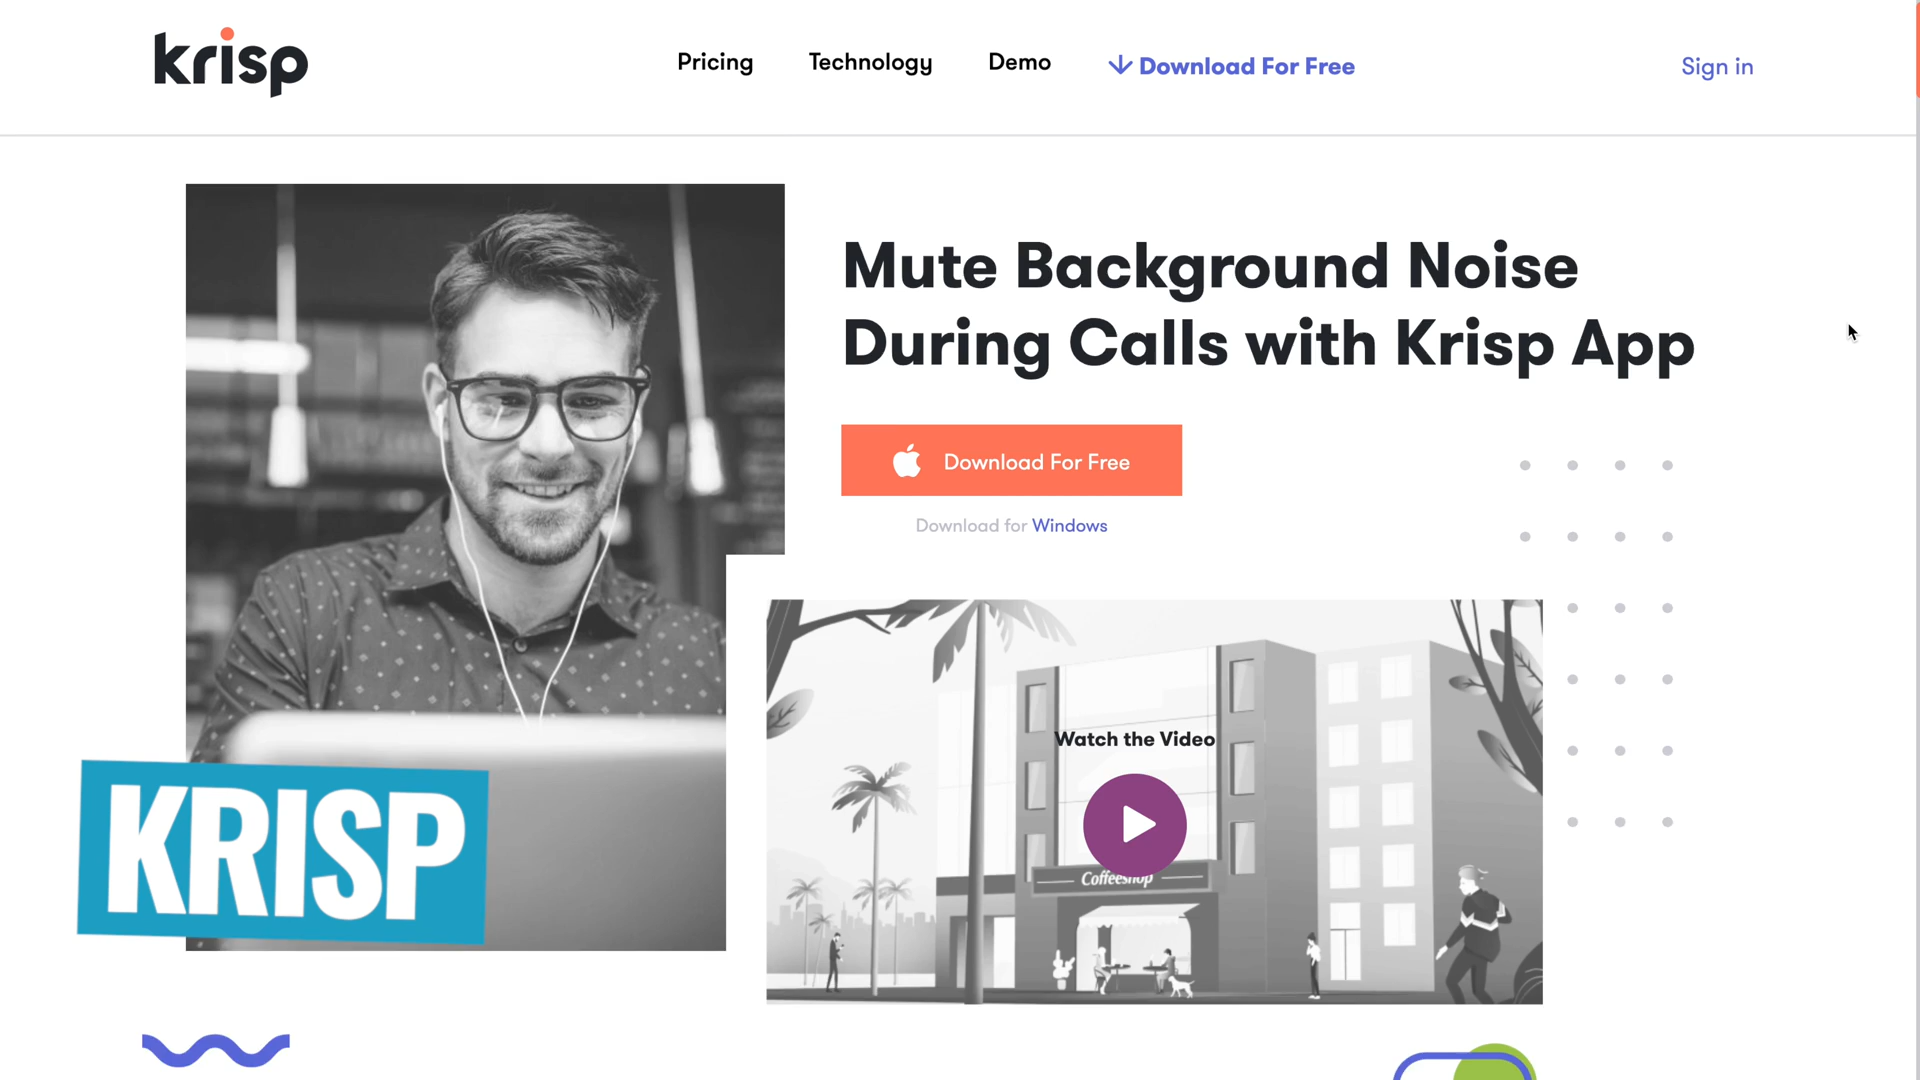 krisp
Pricing
Technology
Demo
Download For Free
Sign in
Mute Background Noise
During Calls with Krisp App
Download For Free
Download for Windows
Watch the Video
Coffeeshop
KRISP